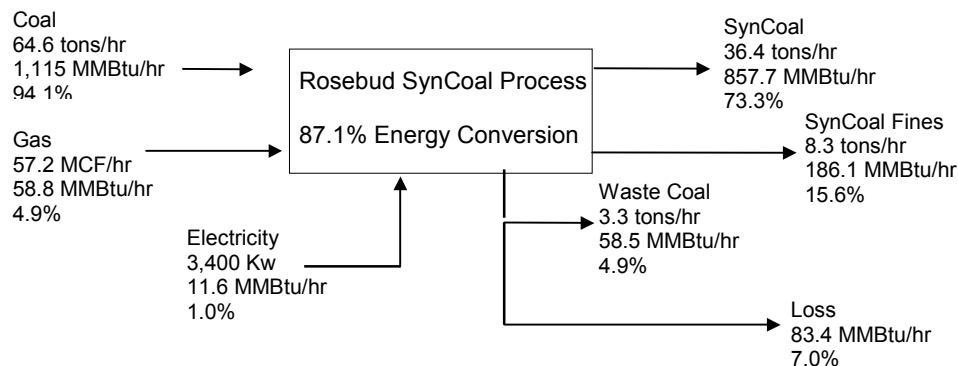 Coal
64.6 tons/hr
1,115 MMBtu/hr
94.1%
Gas
57.2 MCF/hr
58.8 MMBtu/hr
4.9%
Electricity
3,400 Kw
11.6 MMBtu/hr
1.0%
Rosebud SynCoal Process
87.1% Energy Conversion
SynCoal
36.4 tons/hr
857.7 MMBtu/hr
73.3%
SynCoal Fines
8.3 tons/hr
186.1 MMBtu/hr
15.6%
Waste Coal
3.3 tons/hr
58.5 MMBtu/hr
4.9%
Loss
83.4 MMBtu/hr
7.0%